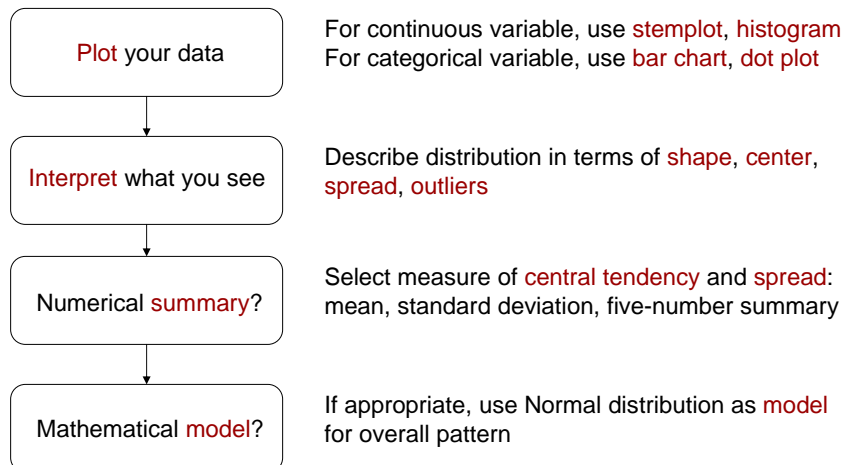 Plot your data
For continuous variable, use stemplot, histogram
For categorical variable, use bar chart, dot plot
Interpret what you see
Describe distribution in terms of shape, center,
spread, outliers
Numerical summary?
Select measure of central tendency and spread:
mean, standard deviation, five-number summary
Mathematical model?
If appropriate, use Normal distribution as model
for overall pattern